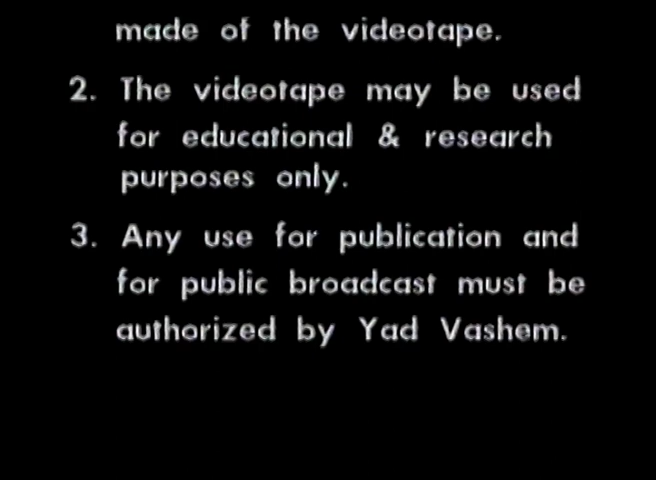 made of the videotape.
2. The videotape may be used
for educational & research
purposes only.
3. Any use for publication and
for public broadcast must be
authorized by Yad Vashem.